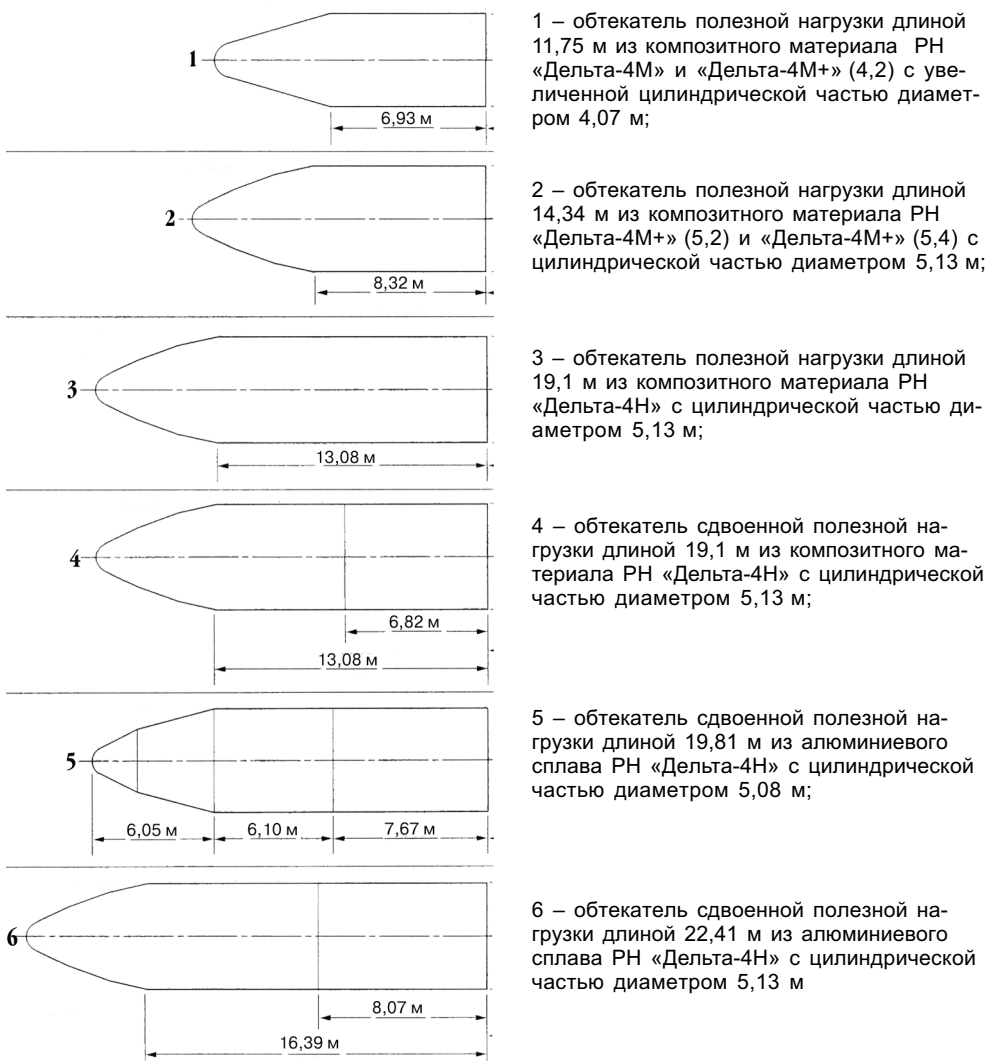 1
6,93 м
1 – обтекатель полезной нагрузки длиной
11,75 м из композитного материала РН
«Дельта-4М» и «Дельта-4М+» (4,2) с уве-
личенной цилиндрической частью диамет-
ром 4,07 м;
2
8,32 м
2 – обтекатель полезной нагрузки длиной
14,34 м из композитного материала РН
«Дельта-4М+» (5,2) и «Дельта-4М+» (5,4) с
цилиндрической частью диаметром 5,13 м;
3
13,08 м
3 – обтекатель полезной нагрузки длиной
19,1 м из композитного материала РН
«Дельта-4Н» с цилиндрической частью ди-
аметром 5,13 м;
4
6,82 м
13,08 м
4 – обтекатель сдвоенной полезной на-
грузки длиной 19,1 м из композитного ма-
териала РН «Дельта-4Н» с цилиндрической
частью диаметром 5,13 м;
5
6,05 м 6,10 м 7,67 м
5 – обтекатель сдвоенной полезной на-
грузки длиной 19,81 м из алюминиевого
сплава РН «Дельта-4Н» с цилиндрической
частью диаметром 5,08 м;
6
8,07 м
16,39 м
6 – обтекатель сдвоенной полезной на-
грузки длиной 22,41 м из алюминиевого
сплава РН «Дельта-4Н» с цилиндрической
частью диаметром 5,13 м